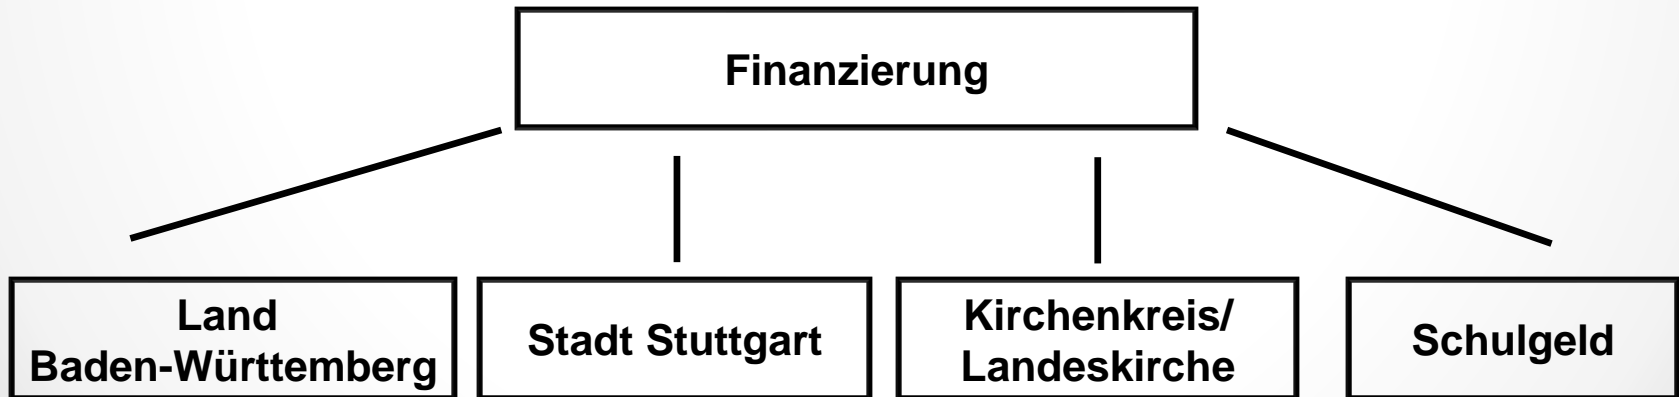 Finanzierung
Land
Baden-Württemberg
Stadt Stuttgart
Kirchenkreis/
Landeskirche
Schulgeld